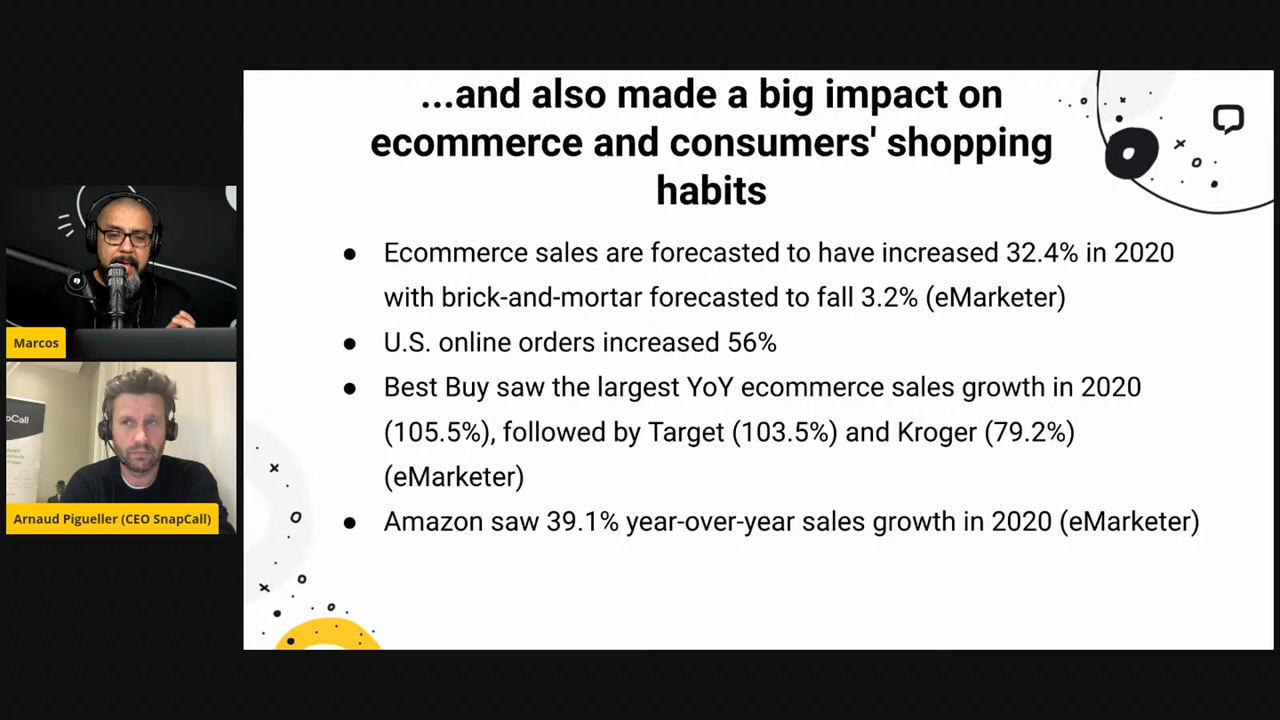 ...and also made a big impact on
ecommerce and consumers' shopping
habits
● Ecommerce sales are forecasted to have increased 32.4% in 2020
with brick-and-mortar forecasted to fall 3.2% (eMarketer)
● U.S. online orders increased 56%
● Best Buy saw the largest YoY ecommerce sales growth in 2020
(105.5%), followed by Target (103.5%) and Kroger (79.2%)
(eMarketer)
● Amazon saw 39.1% year-over-year sales growth in 2020 (eMarketer)
Marcos
pCall
Arnaud Pigueller (CEO SnapCall)